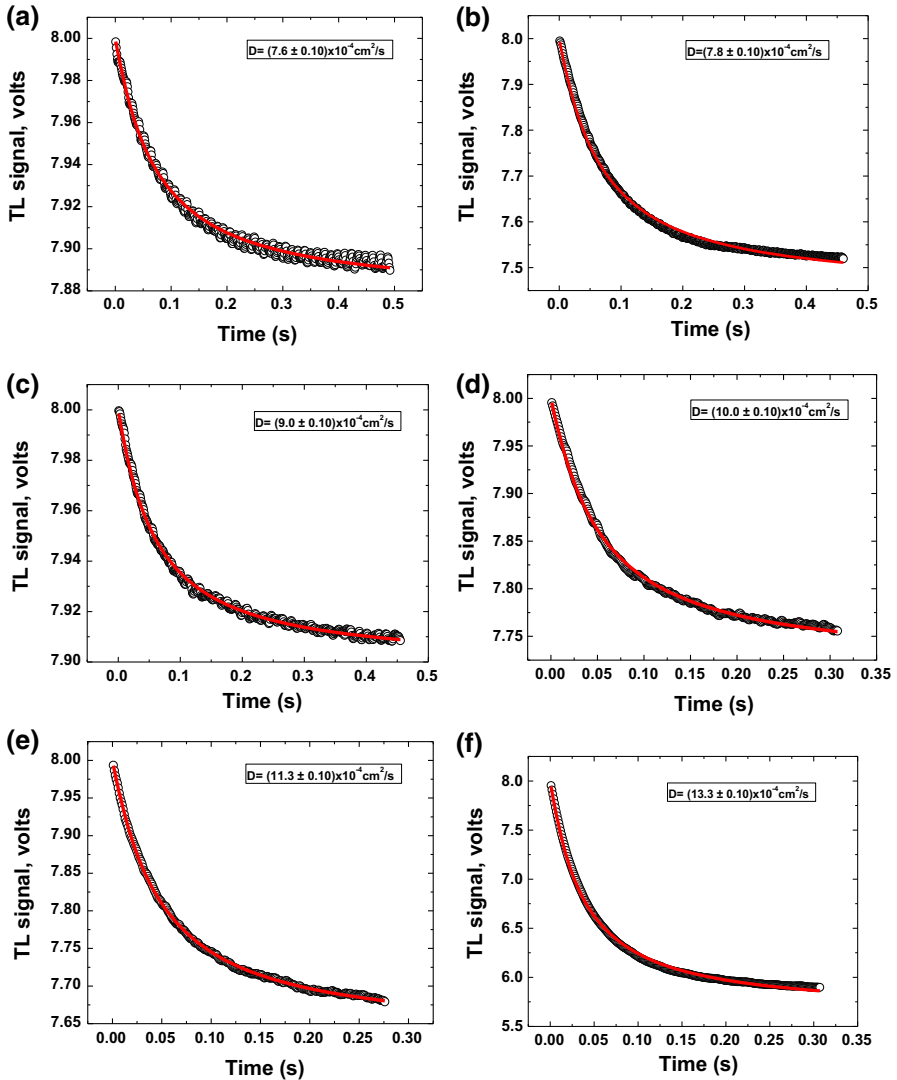 (a)
D= (7.6 ± 0.10)x10⁻⁴cm²/s
TL signal, volts
8.00
7.98
7.96
7.94
7.92
7.90
7.88
0.0 0.1 0.2 0.3 0.4 0.5
Time (s)
(b)
D=(7.8 ± 0.10)x10⁻⁴cm²/s
TL signal, volts
8.0
7.9
7.8
7.7
7.6
7.5
0.0 0.1 0.2 0.3 0.4 0.5
Time (s)
(c)
D= (9.0 ± 0.10)x10⁻⁴cm²/s
TL signal, volts
8.00
7.98
7.96
7.94
7.92
7.90
0.0 0.1 0.2 0.3 0.4 0.5
Time (s)
(d)
D= (10.0 ± 0.10)x10⁻⁴cm²/s
TL signal, volts
8.00
7.95
7.90
7.85
7.80
7.75
0.00 0.05 0.10 0.15 0.20 0.25 0.30 0.35
Time (s)
(e)
D= (11.3 ± 0.10)x10⁻⁴cm²/s
TL signal, volts
8.00
7.95
7.90
7.85
7.80
7.75
7.70
7.65
0.00 0.05 0.10 0.15 0.20 0.25 0.30
Time (s)
(f)
D= (13.3 ± 0.10)x10⁻⁴cm²/s
TL signal, volts
8.0
7.5
7.0
6.5
6.0
5.5
0.00 0.05 0.10 0.15 0.20 0.25 0.30 0.35
Time (s)